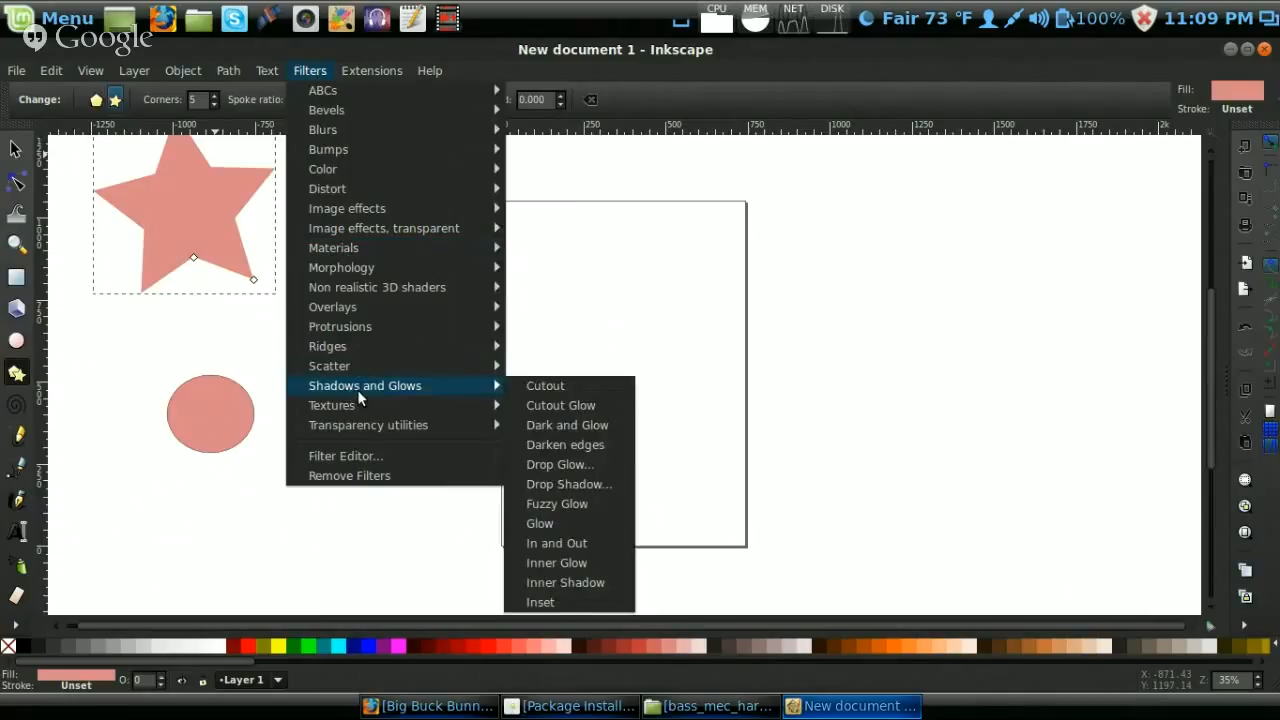 Menu
CPU MEM NET DISK
Fair 73 °F
100%
11:09 PM
Google
New document 1 - Inkscape
File Edit View Layer Object Path Text Filters Extensions Help
Change: Corners: 5 Spoke ratio: 0.000
Fill:
Stroke: Unset
-1250 -1000 -750 250 500 750 1000 1250 1500 1750 2k
ABCs
Bevels
Blurs
Bumps
Color
Distort
Image effects
Image effects, transparent
Materials
Morphology
Non realistic 3D shaders
Overlays
Protrusions
Ridges
Scatter
Shadows and Glows
Textures
Transparency utilities
Filter Editor...
Remove Filters
Cutout
Cutout Glow
Dark and Glow
Darken edges
Drop Glow...
Drop Shadow...
Fuzzy Glow
Glow
In and Out
Inner Glow
Inner Shadow
Inset
Fill:
Stroke: Unset
O: 0
Layer 1
X: -871.43
Y: 1197.14
Z: 35%
[Big Buck Bunn...
[Package Install...
[bass_mec_har...
New document ...